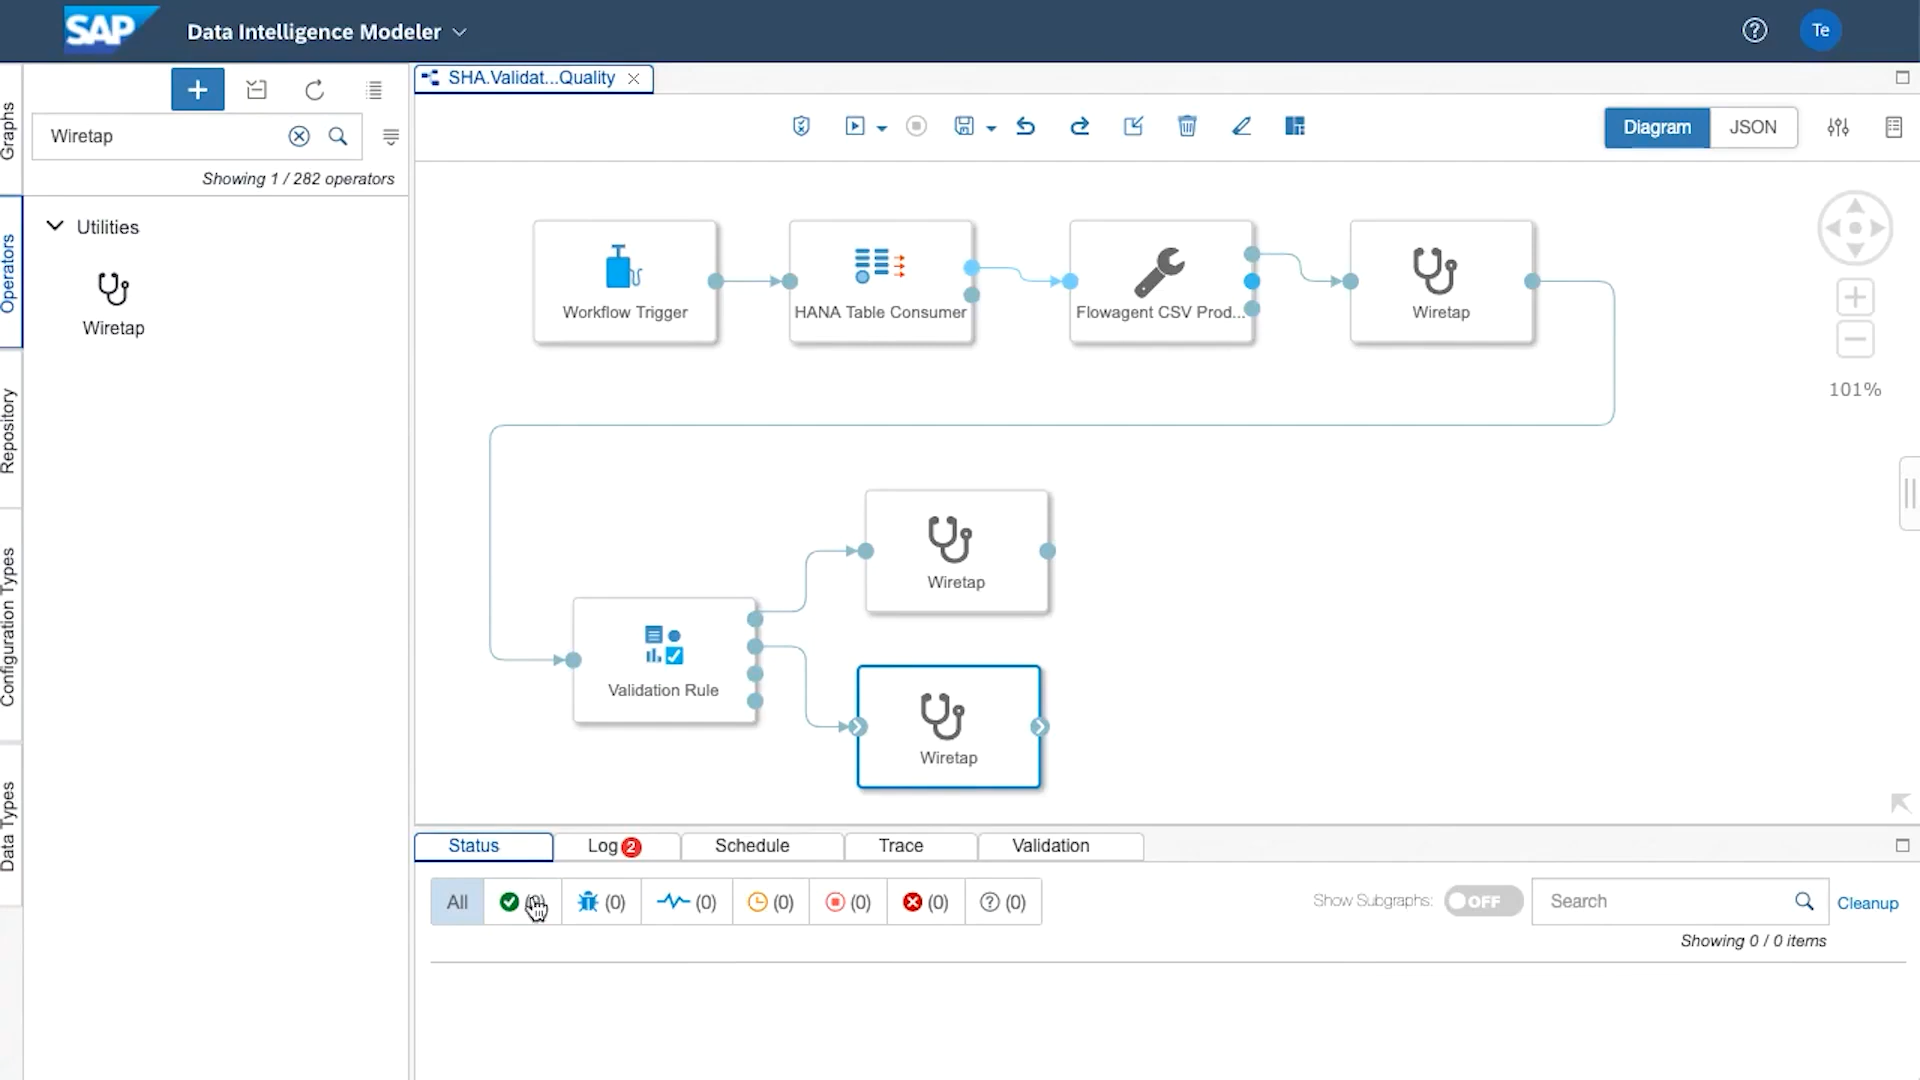 SAP Data Intelligence Modeler
Te
Graphs
Operators
Repository
Configuration Types
Data Types
Wiretap
Showing 1 / 282 operators
Utilities
Wiretap
SHA.Validat...Quality
Diagram
JSON
Workflow Trigger
HANA Table Consumer
Flowagent CSV Prod...
Wiretap
101%
Wiretap
Validation Rule
Wiretap
Status
Log 2
Schedule
Trace
Validation
All
(0)
(0)
(0)
(0)
(0)
(0)
Show Subgraphs:
OFF
Search
Cleanup
Showing 0 / 0 items